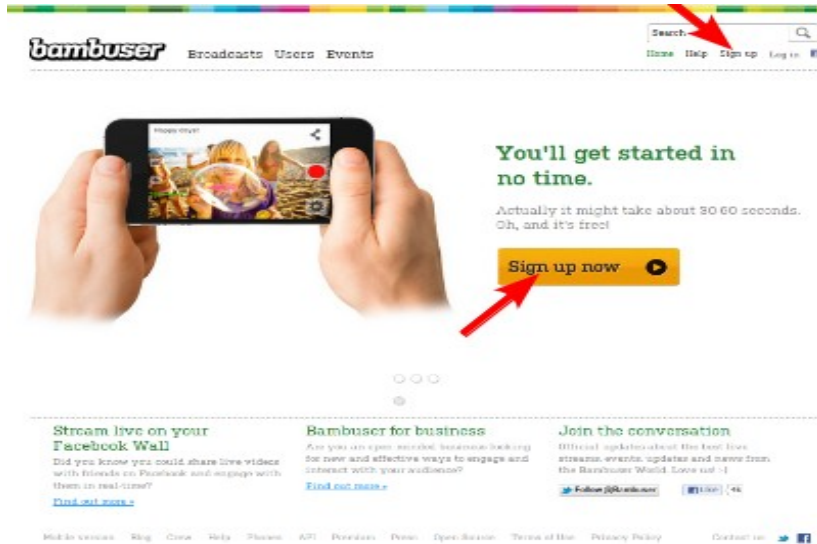 Search
bambuser Broadcasts Users Events
Home Help Sign up Log in
Happy days!
You'll get started in
no time.
Actually it might take about 30 60 seconds.
Oh, and it's free!
Sign up now
Stream live on your
Facebook Wall
Did you know you could share live videos
with friends on Facebook and engage with
them in real-time?
Find out more »
Bambuser for business
Are you an open minded business looking
for new and effective ways to engage and
interact with your audience?
Find out more »
Join the conversation
Official updates about the best live
streams, events, updates and news from
the Bambuser World. Love us! :-)
Follow @Bambuser Like 4k
Mobile version Blog Crew Help Phones API Premium Press Open Source Terms of Use Privacy Policy Contact us